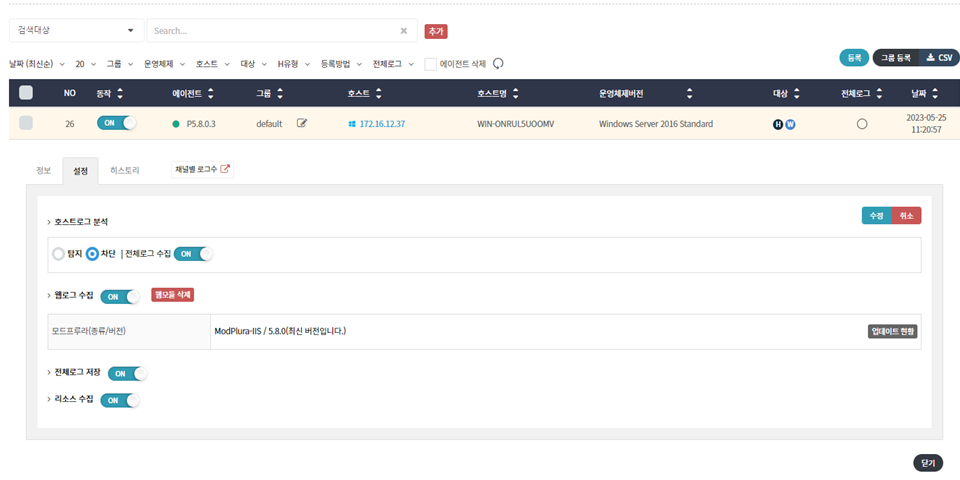 검색대상 Search... 추가
날짜 (최신순) 20 그룹 운영체제 호스트 대상 H유형 등록방법 전체로그 에이전트 삭제 등록 그룹 등록 CSV
NO 동작 에이전트 그룹 호스트 호스트명 운영체제버전 대상 전체로그 날짜
26 ON P5.8.0.3 default 172.16.12.37 WIN-ONRUL5UOOMV Windows Server 2016 Standard H W 2023-05-25
11:20:57
정보 설정 히스토리 채널별 로그수
수정 취소
호스트로그 분석
탐지 차단 | 전체로그 수집 ON
웹로그 수집 ON 웹모듈 삭제
모드프루라(종류/버전) ModPlura-IIS / 5.8.0(최신 버전입니다.) 업데이트 현황
전체로그 저장 ON
리소스 수집 ON
닫기